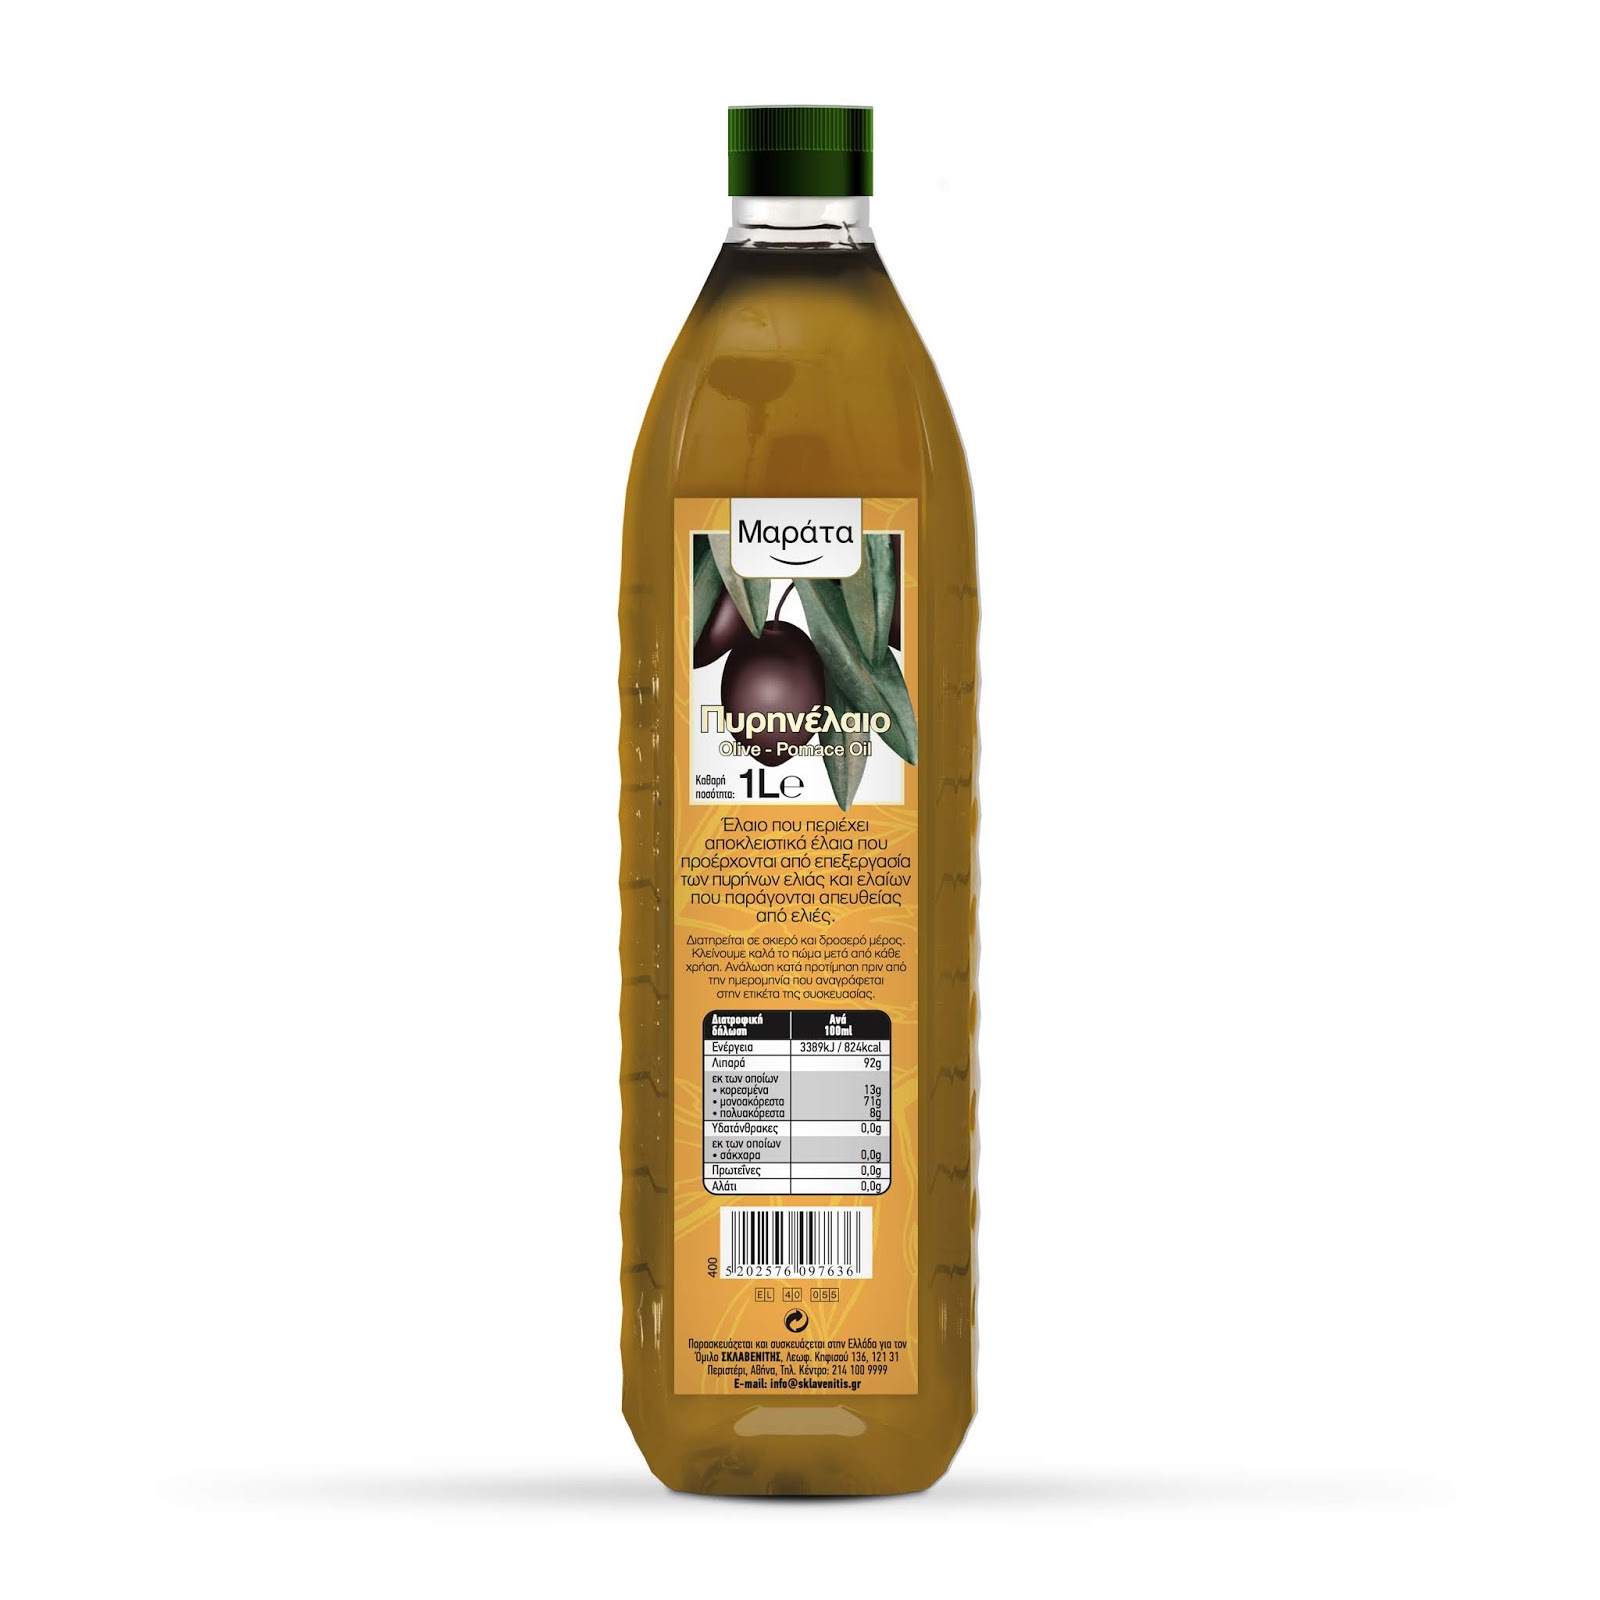 Μαράτα
Πυρηνέλαιο
Olive - Pomace Oil
Καθαρή
ποσότητα: 1L℮
Έλαιο που περιέχει
αποκλειστικά έλαια που
προέρχονται από επεξεργασία
των πυρήνων ελιάς και ελαίων
που παράγονται απευθείας
από ελιές.
Διατηρείται σε σκιερό και δροσερό μέρος.
Κλείνουμε καλά το πώμα μετά από κάθε
χρήση. Ανάλωση κατά προτίμηση πριν από
την ημερομηνία που αναγράφεται
στην ετικέτα της συσκευασίας.
Διατροφική Ανά
δήλωση 100ml
Ενέργεια 3389kJ / 824kcal
Λιπαρά 92g
εκ των οποίων
• κορεσμένα 13g
• μονοακόρεστα 71g
• πολυακόρεστα 8g
Υδατάνθρακες 0,0g
εκ των οποίων
• σάκχαρα 0,0g
Πρωτεΐνες 0,0g
Αλάτι 0,0g
400
5 202576 097636
EL 40 055
Παρασκευάζεται και συσκευάζεται στην Ελλάδα για τον
Όμιλο ΣΚΛΑΒΕΝΙΤΗΣ, Λεωφ. Κηφισού 136, 121 31
Περιστέρι, Αθήνα, Τηλ. Κέντρο: 214 100 9999
E-mail: info@sklavenitis.gr